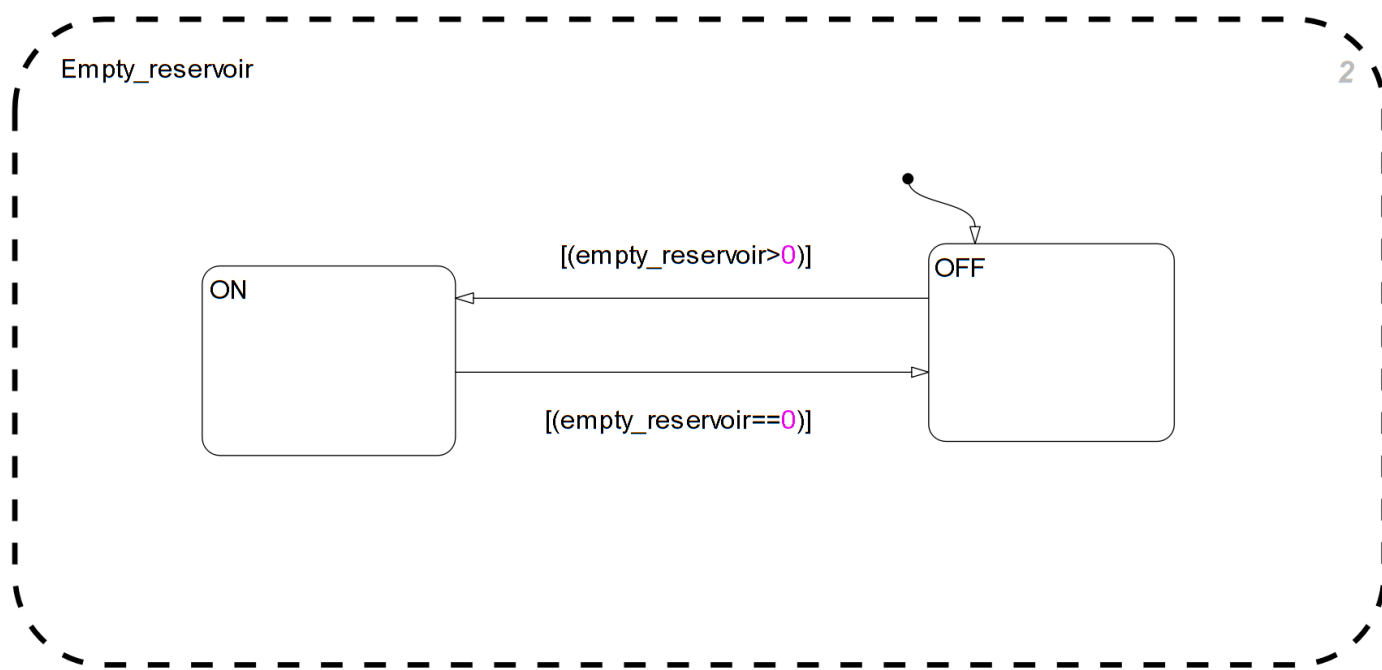 Empty_reservoir
2
[(empty_reservoir>0)]
OFF
ON
[(empty_reservoir==0)]